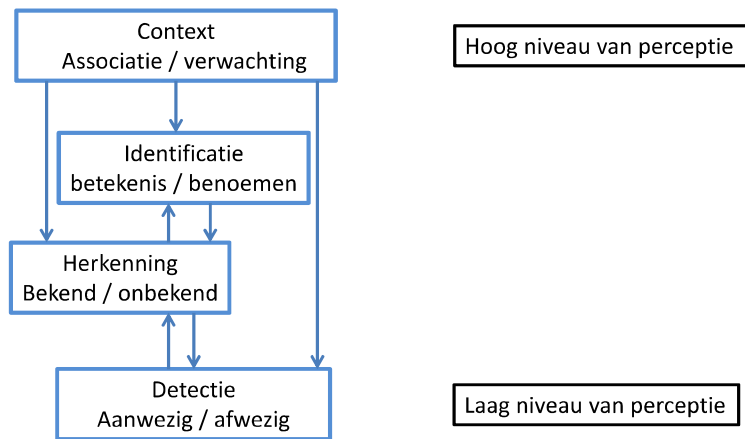 Context
Associatie / verwachting
Hoog niveau van perceptie
Identificatie
betekenis / benoemen
Herkenning
Bekend / onbekend
Detectie
Aanwezig / afwezig
Laag niveau van perceptie